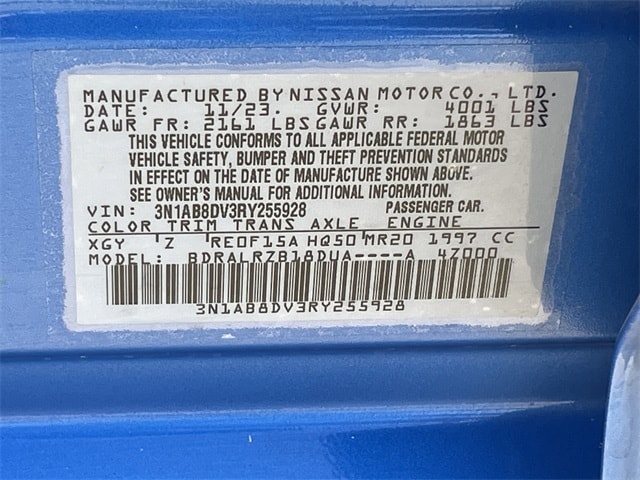 MANUFACTURED BY NISSAN MOTOR CO., LTD.
DATE: 11/23. GVWR: 4001 LBS
GAWR FR: 2161 LBS GAWR RR: 1863 LBS
THIS VEHICLE CONFORMS TO ALL APPLICABLE FEDERAL MOTOR
VEHICLE SAFETY, BUMPER AND THEFT PREVENTION STANDARDS
IN EFFECT ON THE DATE OF MANUFACTURE SHOWN ABOVE.
SEE OWNER'S MANUAL FOR ADDITIONAL INFORMATION.
VIN: 3N1AB8DV3RY255928 PASSENGER CAR.
COLOR TRIM TRANS AXLE ENGINE
XGY Z RE0F15A HQ50 MR20 1997 CC
MODEL: BDRALRZB18DUA----A 4Z000
3N1AB8DV3RY255928